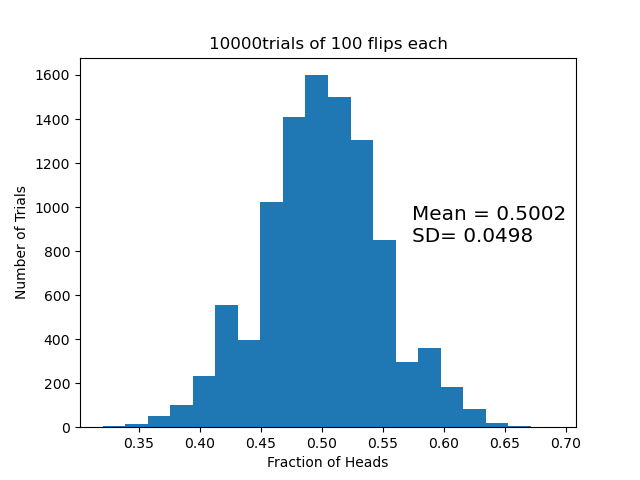 10000trials of 100 flips each
Number of Trials
1600
1400
1200
1000
800
600
400
200
0
Mean = 0.5002
SD= 0.0498
0.35 0.40 0.45 0.50 0.55 0.60 0.65 0.70
Fraction of Heads